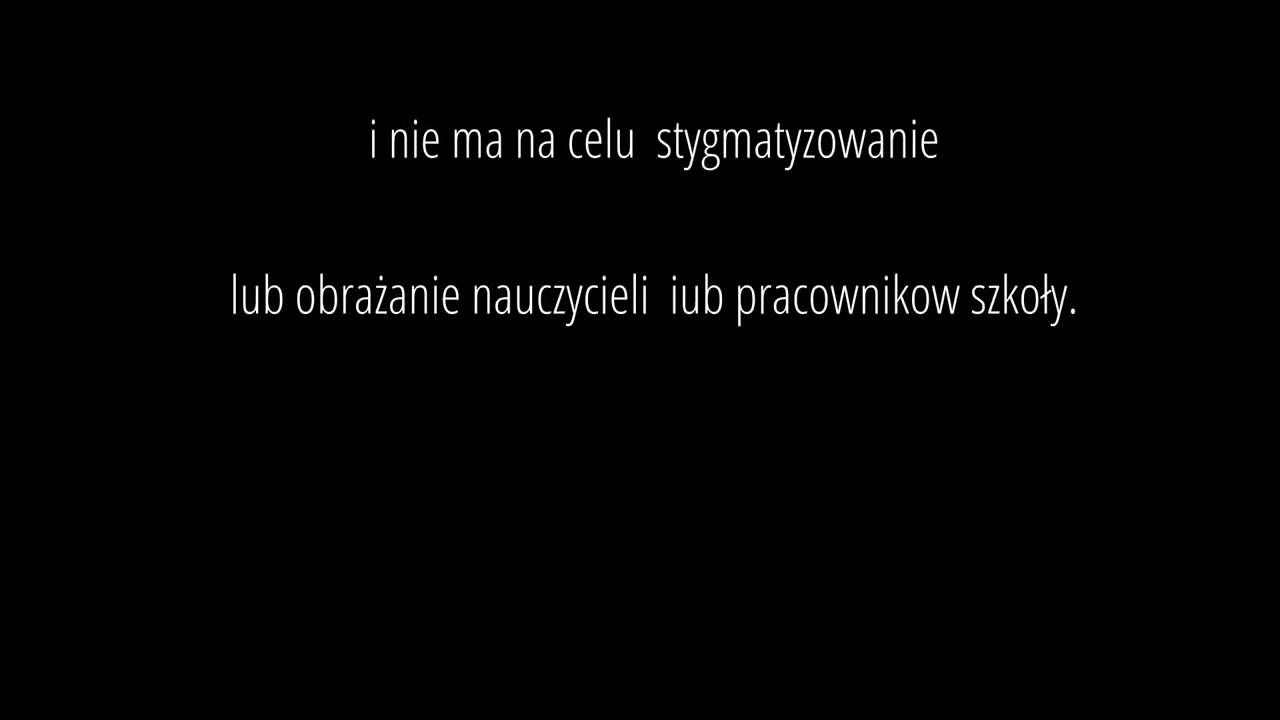 i nie ma na celu  stygmatyzowanie
lub obrażanie nauczycieli  iub pracownikow szkoły.